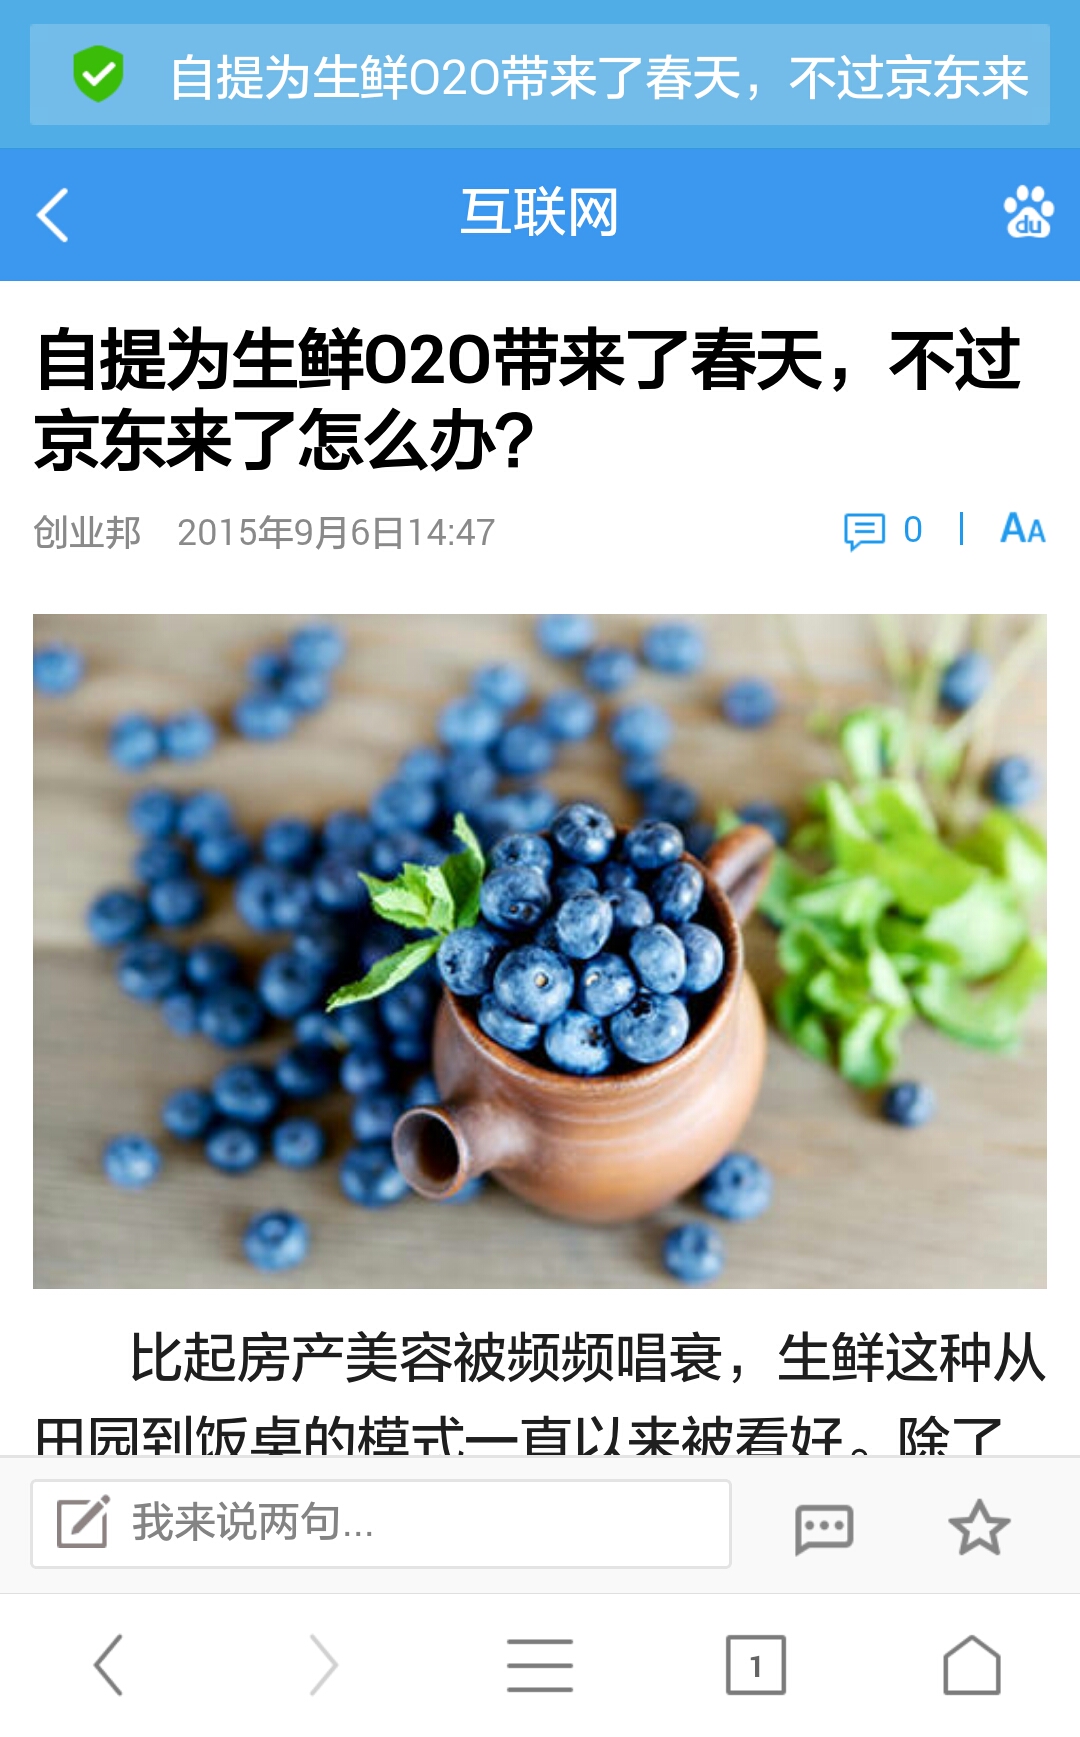 自提为生鲜O2O带来了春天，不过京东来
互联网
du
自提为生鲜O2O带来了春天，不过
京东来了怎么办?
创业邦 2015年9月6日14:47
0 | AA
比起房产美容被频频唱衰，生鲜这种从
田园到饭桌的模式一直以来被看好。除了
我来说两句...
1